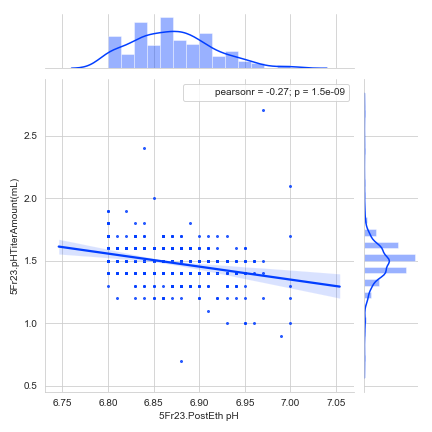 pearsonr = -0.27; p = 1.5e-09
5Fr23.pHTiterAmount(mL)
2.5
2.0
1.5
1.0
0.5
6.75 6.80 6.85 6.90 6.95 7.00 7.05
5Fr23.PostEth pH